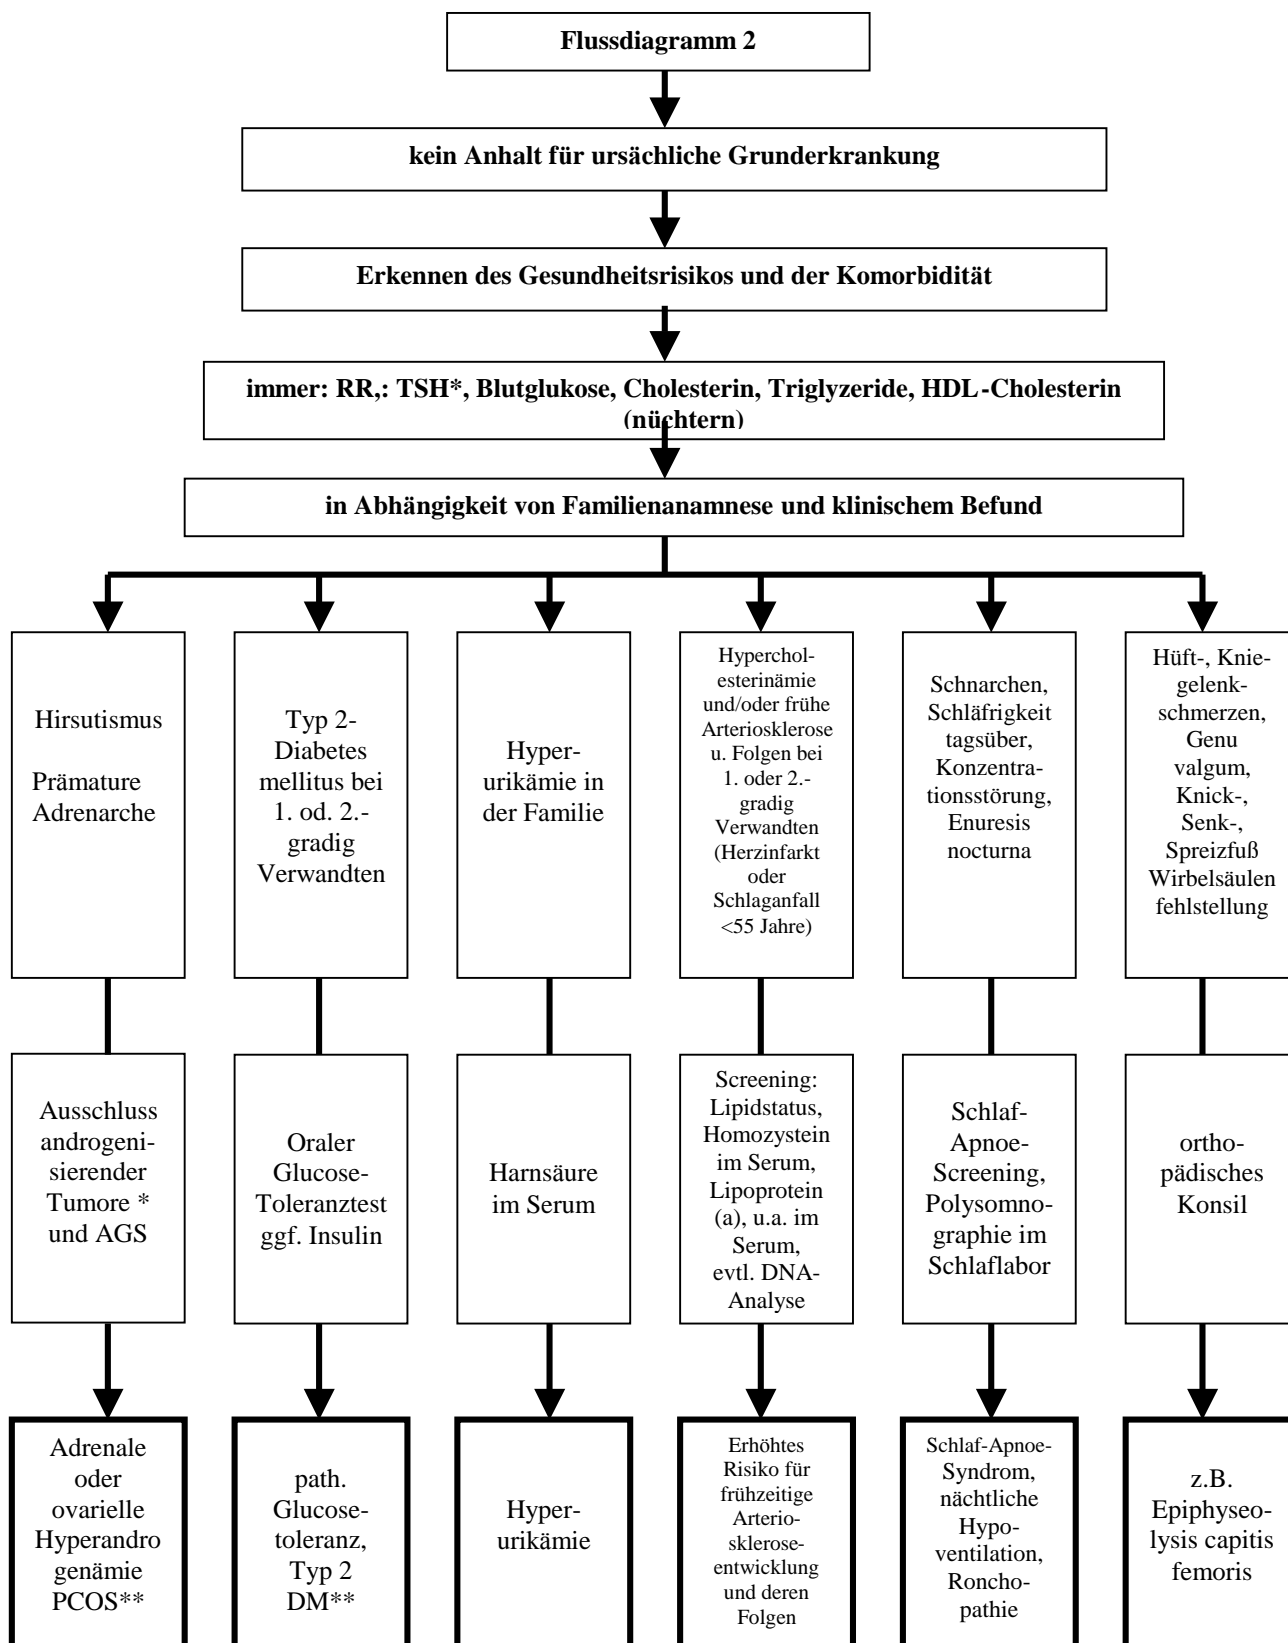 Flussdiagramm 2
kein Anhalt für ursächliche Grunderkrankung
Erkennen des Gesundheitsrisikos und der Komorbidität
immer: RR,: TSH*, Blutglukose, Cholesterin, Triglyzeride, HDL-Cholesterin
(nüchtern)
in Abhängigkeit von Familienanamnese und klinischem Befund
Hirsutismus
Prämature
Adrenarche
Typ 2-
Diabetes
mellitus bei
1. od. 2.-
gradig
Verwandten
Hyper-
urikämie in
der Familie
Hyperchol-
esterinämie
und/oder frühe
Arteriosklerose
u. Folgen bei
1. oder 2.-
gradig
Verwandten
(Herzinfarkt
oder
Schlaganfall
<55 Jahre)
Schnarchen,
Schläfrigkeit
tagsüber,
Konzentra-
tionsstörung,
Enuresis
nocturna
Hüft-, Knie-
gelenk-
schmerzen,
Genu
valgum,
Knick-,
Senk-,
Spreizfuß
Wirbelsäulen
fehlstellung
Ausschluss
androgeni-
sierender
Tumore *
und AGS
Oraler
Glucose-
Toleranztest
ggf. Insulin
Harnsäure
im Serum
Screening:
Lipidstatus,
Homozystein
im Serum,
Lipoprotein
(a), u.a. im
Serum,
evtl. DNA-
Analyse
Schlaf-
Apnoe-
Screening,
Polysomno-
graphie im
Schlaflabor
ortho-
pädisches
Konsil
Adrenale
oder
ovarielle
Hyperandro
genämie
PCOS**
path.
Glucose-
toleranz,
Typ 2
DM**
Hyper-
urikämie
Erhöhtes
Risiko für
frühzeitige
Arterio-
sklerose-
entwicklung
und deren
Folgen
Schlaf-Apnoe-
Syndrom,
nächtliche
Hypo-
ventilation,
Roncho-
pathie
z.B.
Epiphyseo-
lysis capitis
femoris